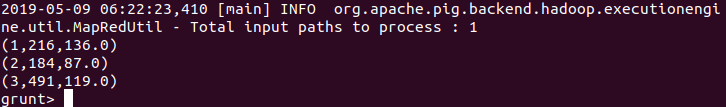 2019-05-09 06:22:23,410 [main] INFO  org.apache.pig.backend.hadoop.executionengi
ne.util.MapRedUtil - Total input paths to process : 1
(1,216,136.0)
(2,184,87.0)
(3,491,119.0)
grunt>